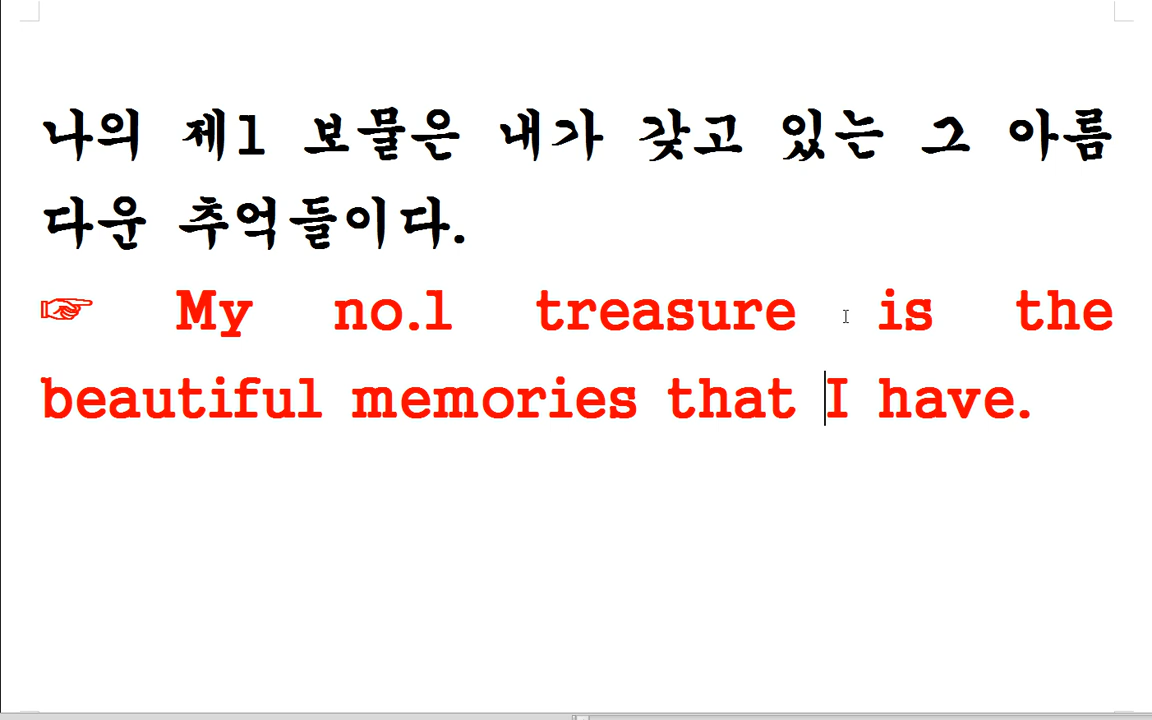 나의 제1 보물은 내가 갖고 있는 그 아름
다운 추억들이다.
☞ My no.1 treasure is the
beautiful memories that I have.